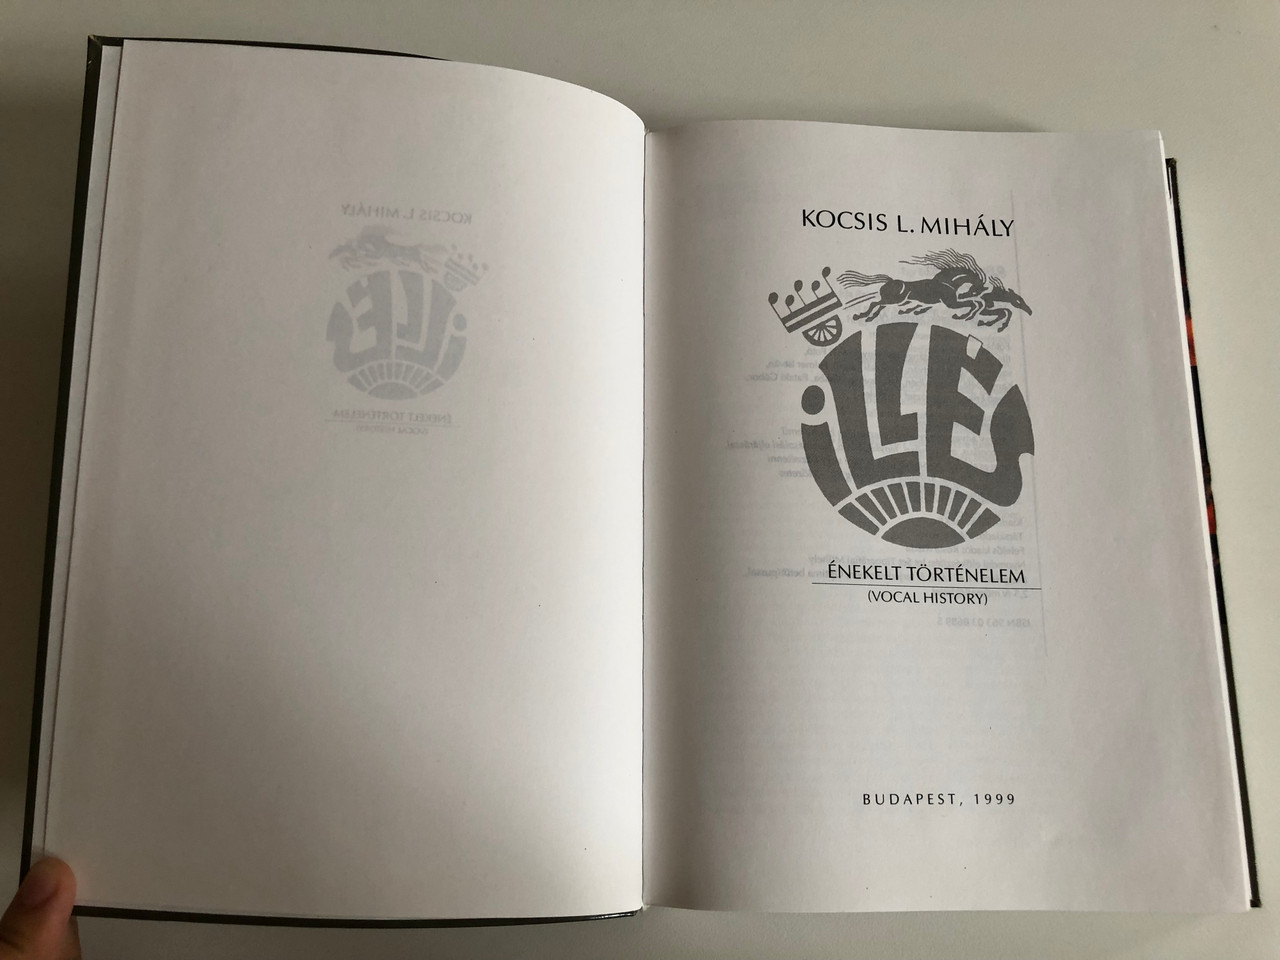 KOCSIS L. MIHÁLY
ILLÉS
ÉNEKELT TÖRTÉNELEM
(VOCAL HISTORY)
BUDAPEST, 1999